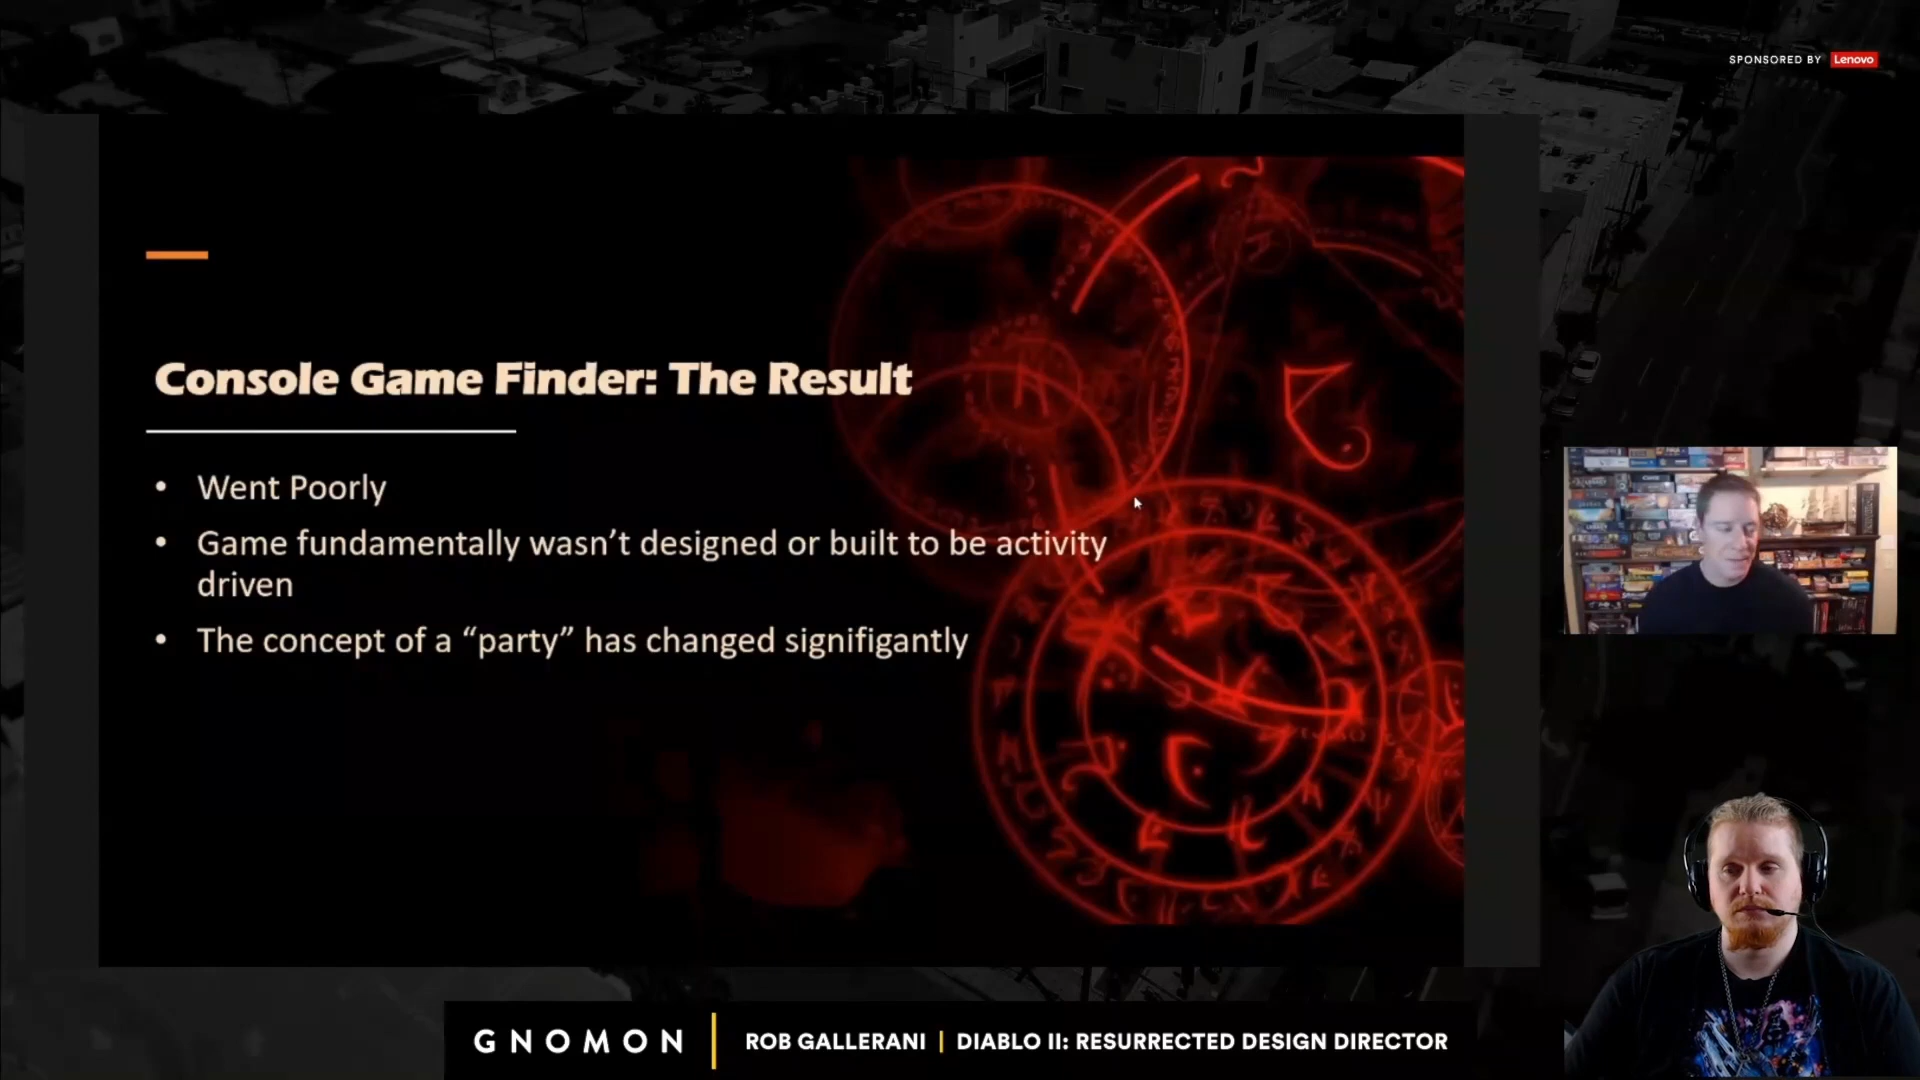 SPONSORED BY Lenovo
Console Game Finder: The Result
• Went Poorly
• Game fundamentally wasn’t designed or built to be activity
driven
• The concept of a “party” has changed signifigantly
GNOMON | ROB GALLERANI | DIABLO II: RESURRECTED DESIGN DIRECTOR